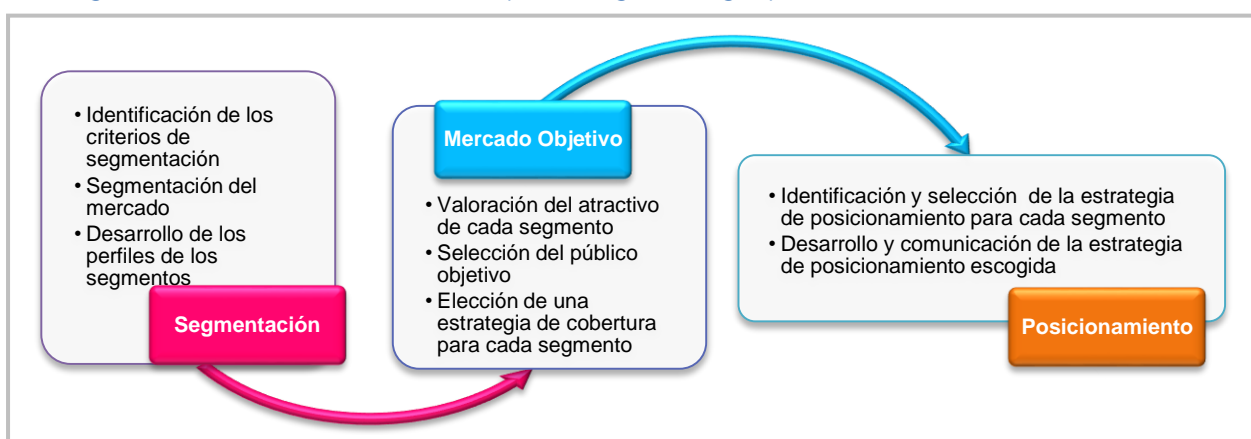 • Identificación de los
criterios de
segmentación
• Segmentación del
mercado
• Desarrollo de los
perfiles de los
segmentos
Segmentación
Mercado Objetivo
• Valoración del atractivo
de cada segmento
• Selección del público
objetivo
• Elección de una
estrategia de cobertura
para cada segmento
• Identificación y selección de la estrategia
de posicionamiento para cada segmento
• Desarrollo y comunicación de la estrategia
de posicionamiento escogida
Posicionamiento